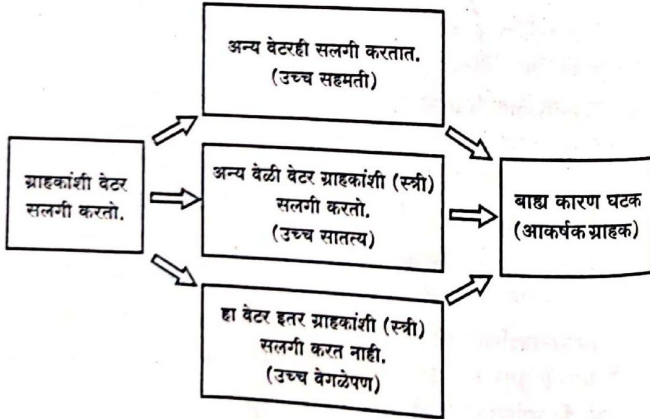 अन्य वेटरही सलगी करतात.
(उच्च सहमती)
ग्राहकांशी वेटर
सलगी करतो.
अन्य वेळी वेटर ग्राहकांशी (स्त्री)
सलगी करतो.
(उच्च सातत्य)
हा वेटर इतर ग्राहकांशी (स्त्री)
सलगी करत नाही.
(उच्च वेगळेपण)
बाह्य कारण घटक
(आकर्षक ग्राहक)